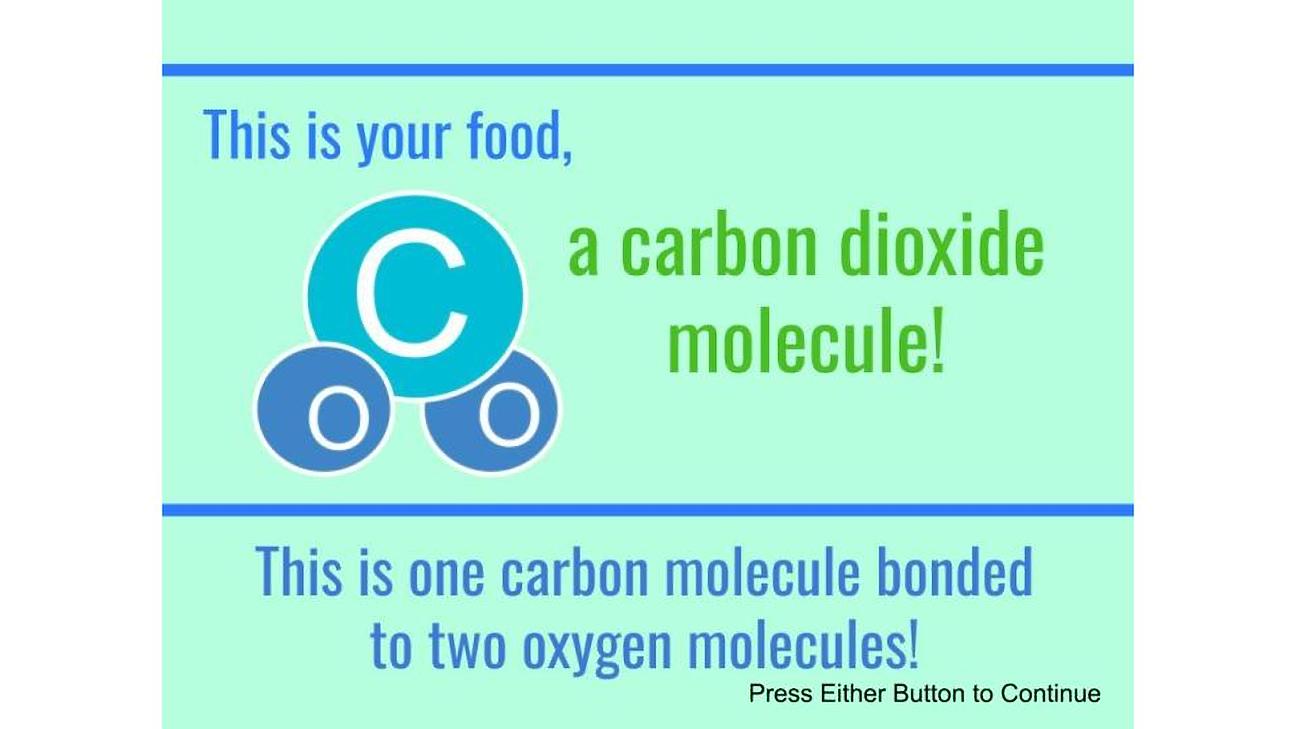 This is your food,
C
a carbon dioxide
molecule!
O O
This is one carbon molecule bonded
to two oxygen molecules!
Press Either Button to Continue